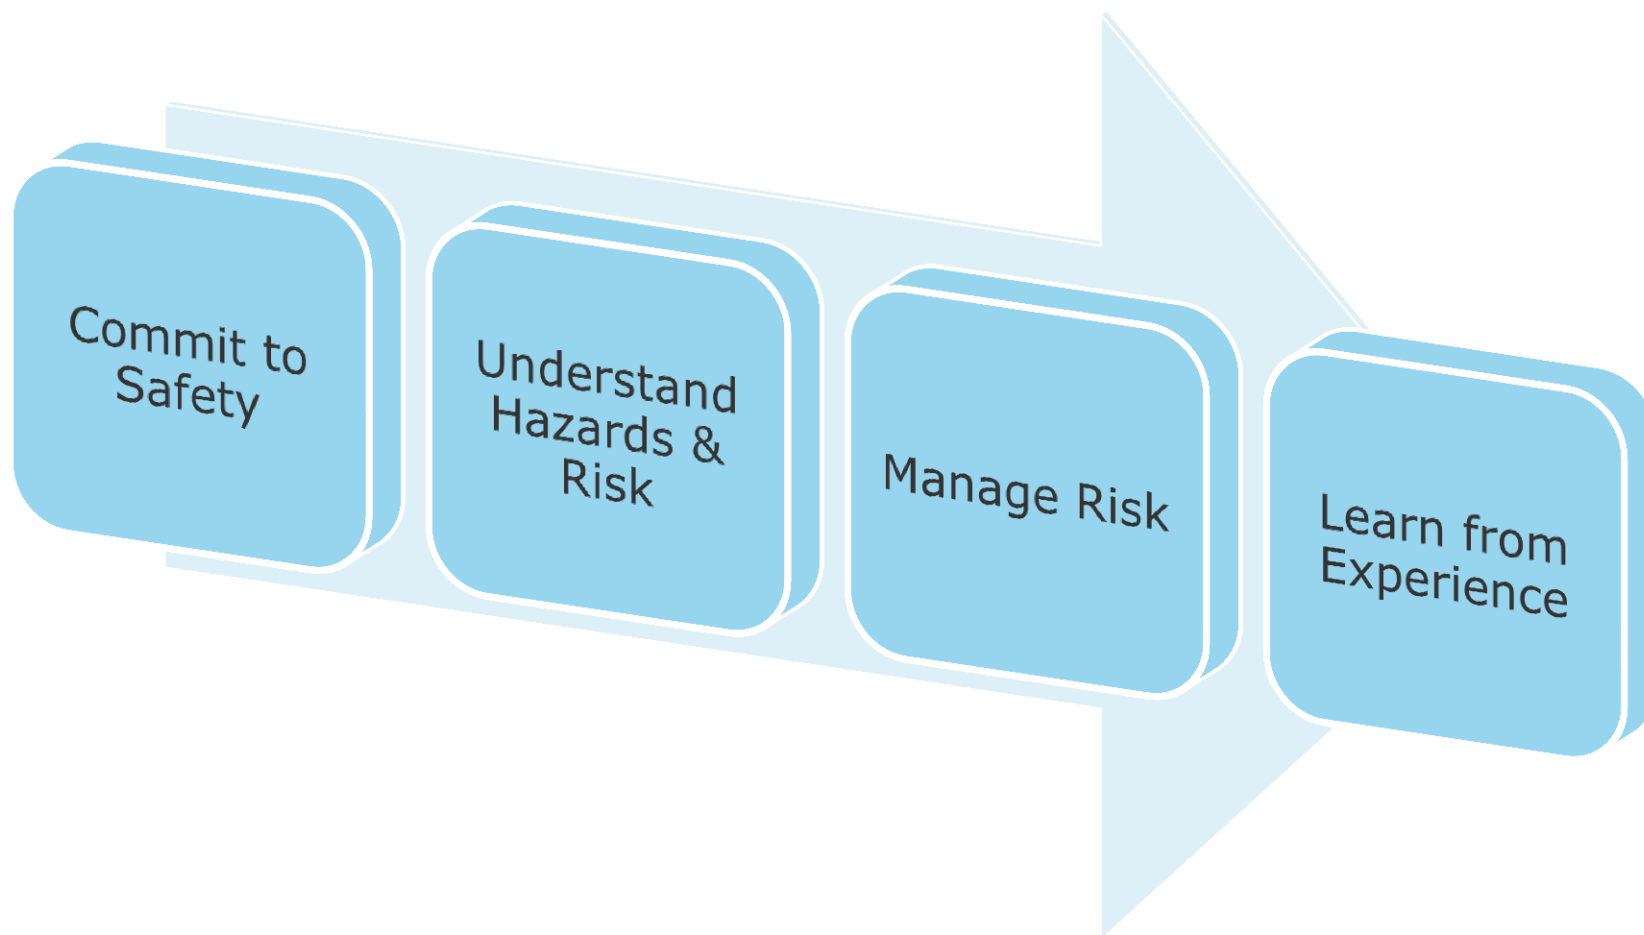 Commit to
Safety
Understand
Hazards &
Risk
Manage Risk
Learn from
Experience